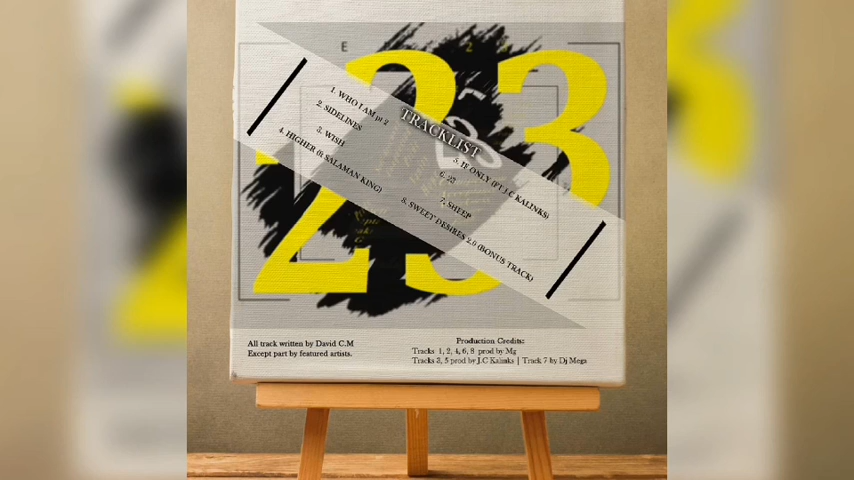 E 2
23
23
TRACKLIST
1. WHO I AM pt 2
2. SIDELINES
3. WISH
4. HIGHER (ft SALAMAN KING)
5. IF ONLY (FT J.C KALINKS)
6. 23
7. SHEEP
8. SWEET DESIRES 2.0 (BONUS TRACK)
All track written by David C.M
Except part by featured artists.
Production Credits:
Tracks 1, 2, 4, 6, 8 prod by Mg
Tracks 3, 5 prod by J.C Kalinks | Track 7 by Dj Mega